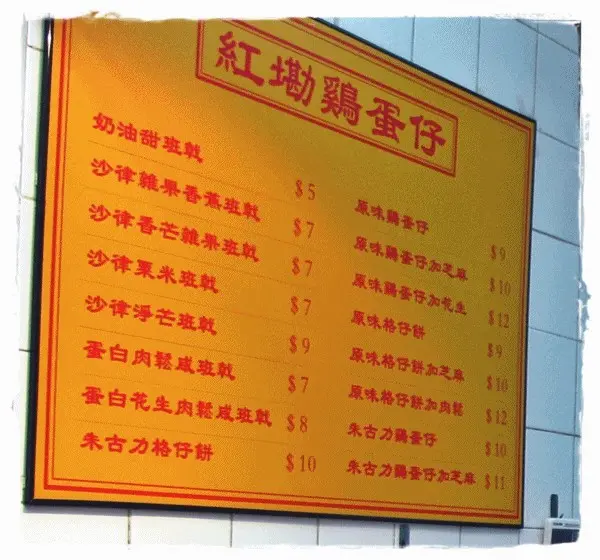 紅墈鷄蛋仔
奶油甜班戟 $5
沙律雜果香蕉班戟 $7
沙律香芒雜果班戟 $7
沙律粟米班戟 $7
沙律淨芒班戟 $9
蛋白肉鬆咸班戟 $7
蛋白花生肉鬆咸班戟 $8
朱古力格仔餅 $10
原味鷄蛋仔 $9
原味鷄蛋仔加芝麻 $10
原味鷄蛋仔加花生 $12
原味格仔餅 $9
原味格仔餅加芝麻 $10
原味格仔餅加肉鬆 $12
朱古力鷄蛋仔 $10
朱古力鷄蛋仔加芝麻 $11